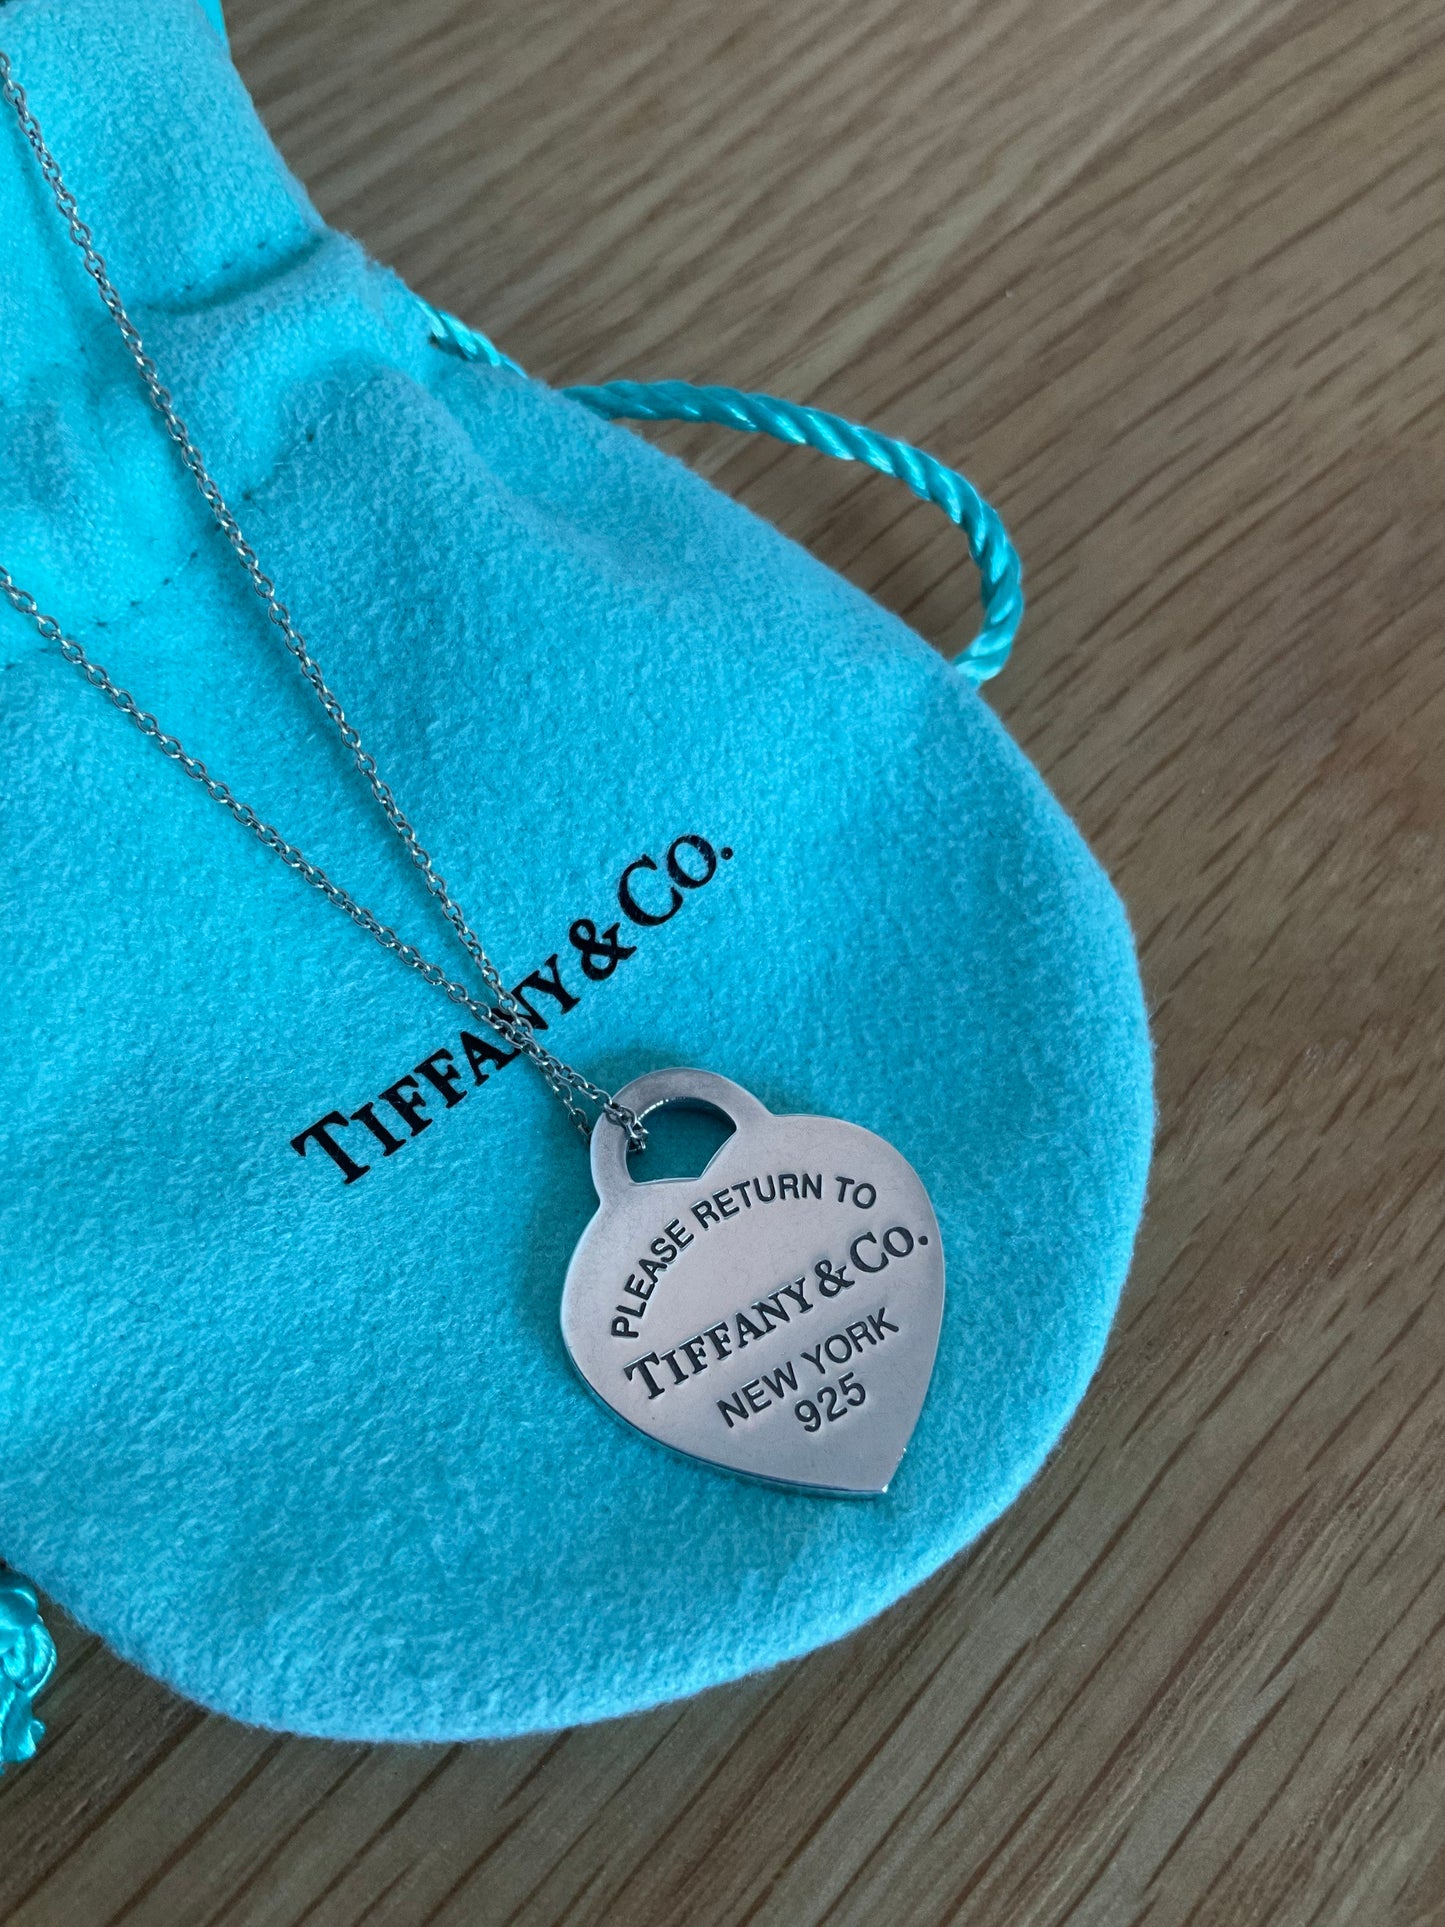 TIFFANY & CO.
PLEASE RETURN TO
TIFFANY & CO.
NEW YORK
925